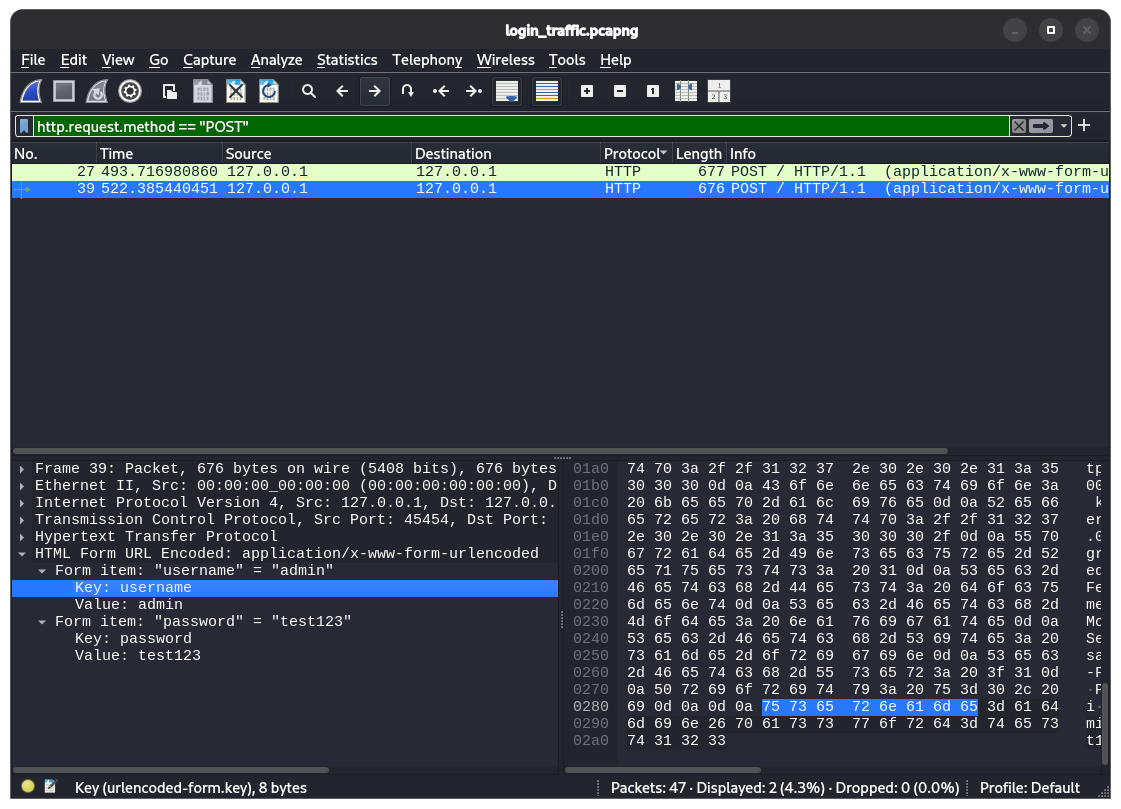 login_traffic.pcapng
File Edit View Go Capture Analyze Statistics Telephony Wireless Tools Help
http.request.method == "POST"
No. Time Source Destination Protocol Length Info
27 493.716980860 127.0.0.1 127.0.0.1 HTTP 677 POST / HTTP/1.1 (application/x-www-form-u
39 522.385440451 127.0.0.1 127.0.0.1 HTTP 676 POST / HTTP/1.1 (application/x-www-form-u
Frame 39: Packet, 676 bytes on wire (5408 bits), 676 bytes
Ethernet II, Src: 00:00:00_00:00:00 (00:00:00:00:00:00), D
Internet Protocol Version 4, Src: 127.0.0.1, Dst: 127.0.0.
Transmission Control Protocol, Src Port: 45454, Dst Port:
Hypertext Transfer Protocol
HTML Form URL Encoded: application/x-www-form-urlencoded
Form item: "username" = "admin"
Key: username
Value: admin
Form item: "password" = "test123"
Key: password
Value: test123
01a0 74 70 3a 2f 2f 31 32 37 2e 30 2e 30 2e 31 3a 35 tp
01b0 30 30 30 0d 0a 43 6f 6e 6e 65 63 74 69 6f 6e 3a 00
01c0 20 6b 65 65 70 2d 61 6c 69 76 65 0d 0a 52 65 66 k
01d0 65 72 65 72 3a 20 68 74 74 70 3a 2f 2f 31 32 37 er
01e0 2e 30 2e 30 2e 31 3a 35 30 30 30 2f 0d 0a 55 70 .0
01f0 67 72 61 64 65 2d 49 6e 73 65 63 75 72 65 2d 52 gr
0200 65 71 75 65 73 74 73 3a 20 31 0d 0a 53 65 63 2d eq
0210 46 65 74 63 68 2d 44 65 73 74 3a 20 64 6f 63 75 Fe
0220 6d 65 6e 74 0d 0a 53 65 63 2d 46 65 74 63 68 2d me
0230 4d 6f 64 65 3a 20 6e 61 76 69 67 61 74 65 0d 0a Mo
0240 53 65 63 2d 46 65 74 63 68 2d 53 69 74 65 3a 20 Se
0250 73 61 6d 65 2d 6f 72 69 67 69 6e 0d 0a 53 65 63 sa
0260 2d 46 65 74 63 68 2d 55 73 65 72 3a 20 3f 31 0d -F
0270 0a 50 72 69 6f 72 69 74 79 3a 20 75 3d 30 2c 20 ·P
0280 69 0d 0a 0d 0a 75 73 65 72 6e 61 6d 65 3d 61 64 i·
0290 6d 69 6e 26 70 61 73 73 77 6f 72 64 3d 74 65 73 mi
02a0 74 31 32 33 t1
Key (urlencoded-form.key), 8 bytes
Packets: 47 · Displayed: 2 (4.3%) · Dropped: 0 (0.0%)
Profile: Default